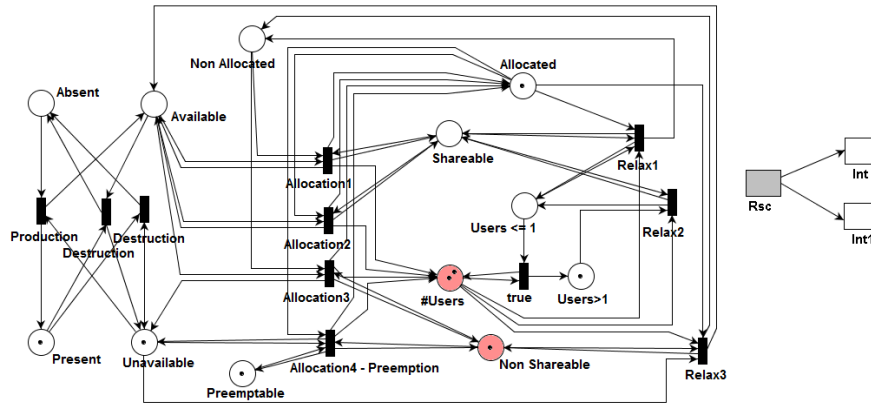 Non Allocated
Allocated
Absent
Available
Shareable
Relax1
Int
Allocation1
Rsc
Production
Destruction
Destruction
Allocation2
Users <= 1
Relax2
Int1
Allocation3
#Users
true
Users>1
Present
Unavailable
Allocation4 - Preemption
Non Shareable
Relax3
Preemptable